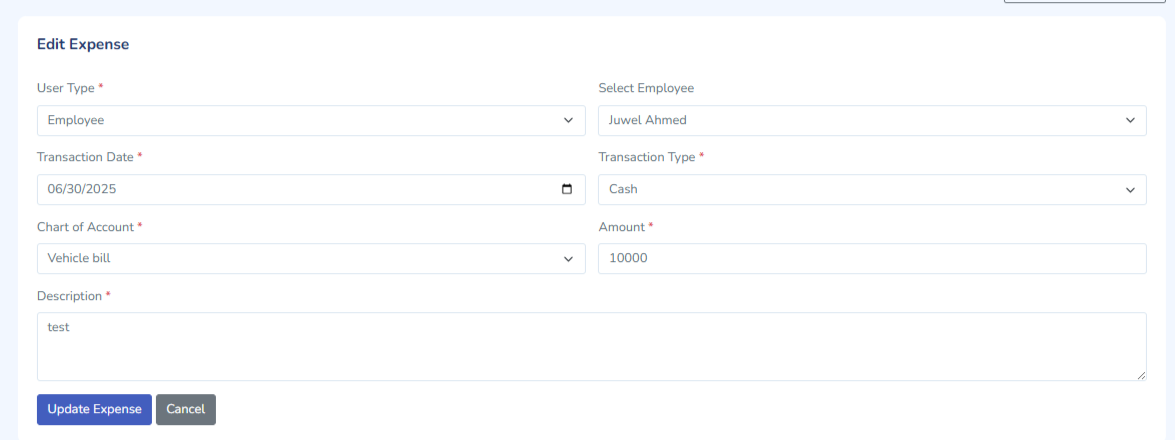 Edit Expense
User Type *
Select Employee
Employee
Juwel Ahmed
Transaction Date *
Transaction Type *
06/30/2025
Cash
Chart of Account *
Amount *
Vehicle bill
10000
Description *
test
Update Expense
Cancel